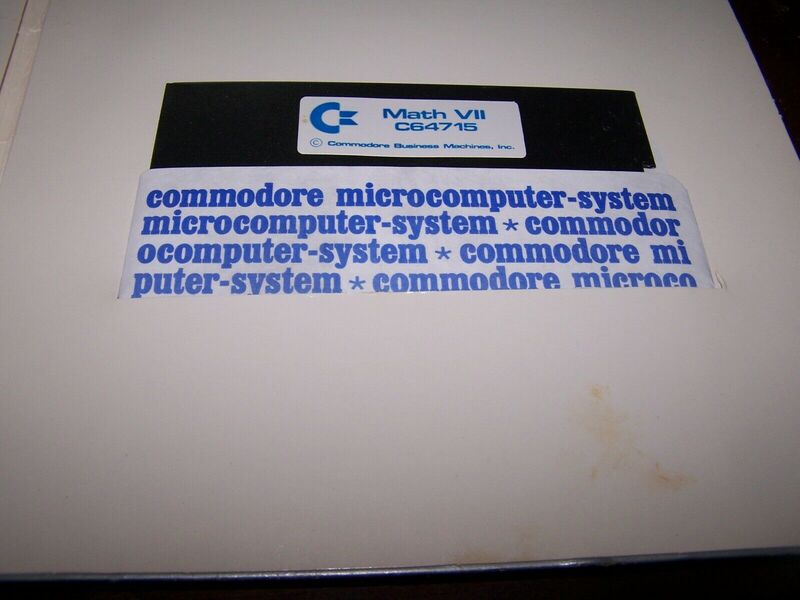 Math VII
C64715
© Commodore Business Machines, Inc.
commodore microcomputer-system
microcomputer-system * commodor
ocomputer-system * commodore mi
puter-system * commodore microco